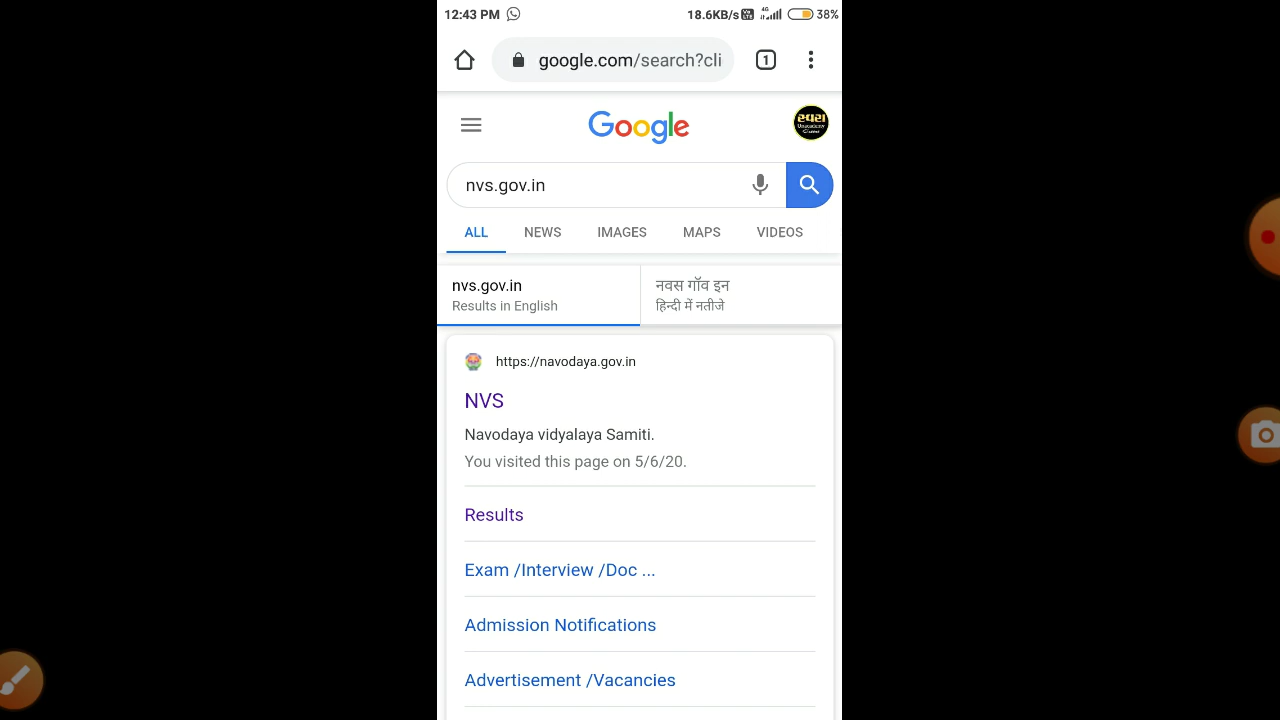 12:43 PM 18.6KB/s 4G 38%
google.com/search?cli 1
Google
nvs.gov.in
ALL NEWS IMAGES MAPS VIDEOS
nvs.gov.in
Results in English
नवस गॉव इन
हिन्दी में नतीजे
https://navodaya.gov.in
NVS
Navodaya vidyalaya Samiti.
You visited this page on 5/6/20.
Results
Exam /Interview /Doc ...
Admission Notifications
Advertisement /Vacancies